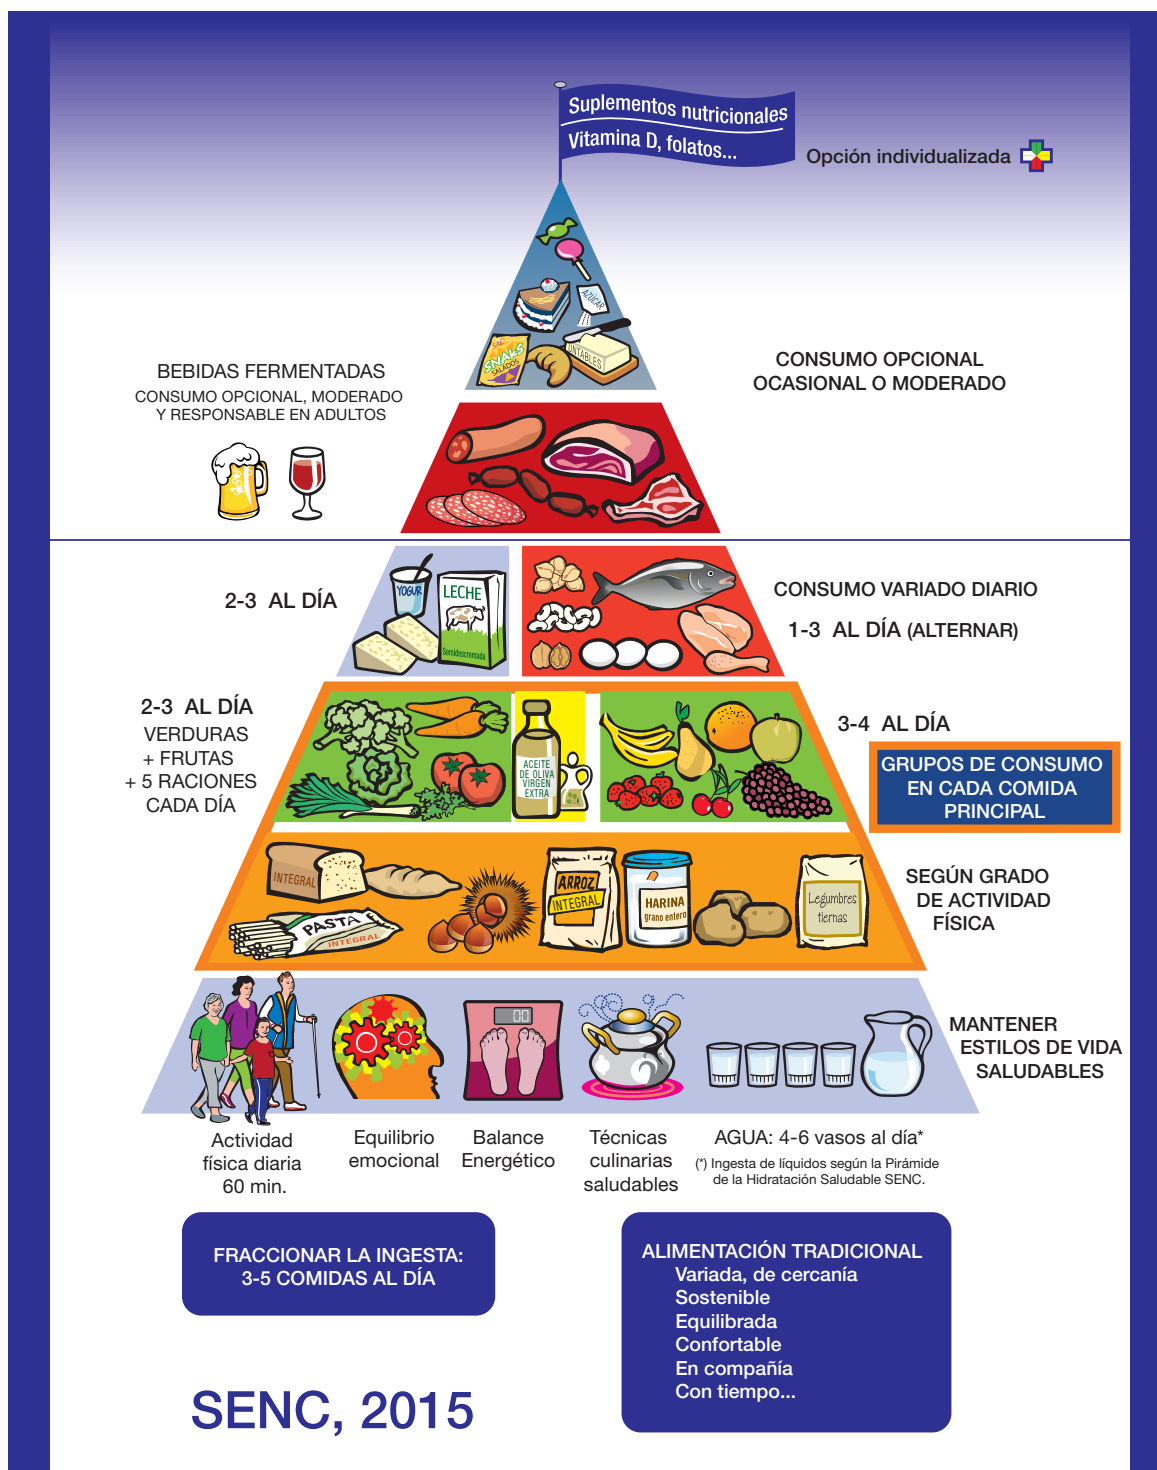 Suplementos nutricionales
Vitamina D, folatos...
Opción individualizada
AZÚCAR
UNTABLES
SAL
SNAKS
SALADOS
BEBIDAS FERMENTADAS
CONSUMO OPCIONAL, MODERADO
Y RESPONSABLE EN ADULTOS
CONSUMO OPCIONAL
OCASIONAL O MODERADO
2-3 AL DÍA
YOGUR
LECHE
Semidescremada
CONSUMO VARIADO DIARIO
1-3 AL DÍA (ALTERNAR)
2-3 AL DÍA
VERDURAS
+ FRUTAS
+ 5 RACIONES
CADA DÍA
ACEITE
DE OLIVA
VIRGEN
EXTRA
3-4 AL DÍA
GRUPOS DE CONSUMO
EN CADA COMIDA
PRINCIPAL
INTEGRAL
PASTA
INTEGRAL
ARROZ
INTEGRAL
HARINA
grano entero
Legumbres
tiernas
SEGÚN GRADO
DE ACTIVIDAD
FÍSICA
00
MANTENER
ESTILOS DE VIDA
SALUDABLES
Actividad
física diaria
60 min.
Equilibrio
emocional
Balance
Energético
Técnicas
culinarias
saludables
AGUA: 4-6 vasos al día*
(*) Ingesta de líquidos según la Pirámide
de la Hidratación Saludable SENC.
FRACCIONAR LA INGESTA:
3-5 COMIDAS AL DÍA
ALIMENTACIÓN TRADICIONAL
Variada, de cercanía
Sostenible
Equilibrada
Confortable
En compañía
Con tiempo...
SENC, 2015